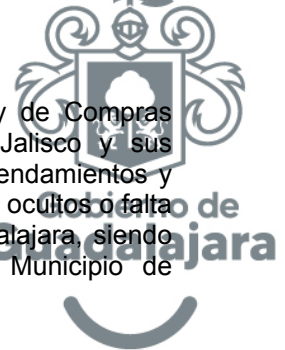 y de Compras
Jalisco y sus
endamientos y
ocultos o falta
alajara, siendo
Municipio de
Gobierno de
Guadalajara